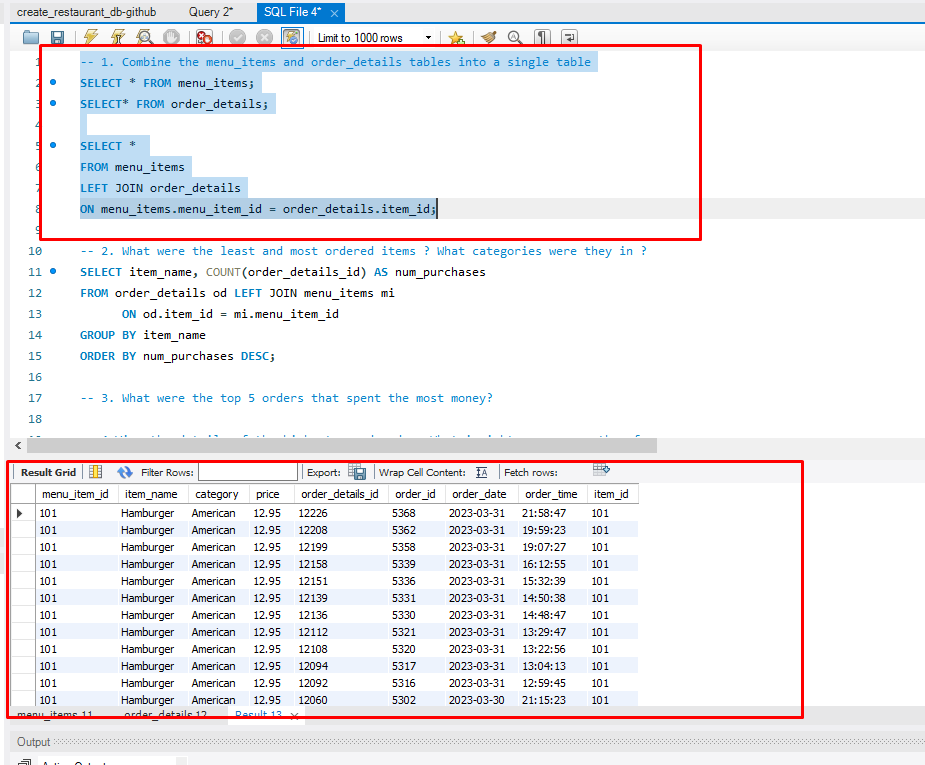 create_restaurant_db-github Query 2* SQL File 4* ×
Limit to 1000 rows
1 -- 1. Combine the menu_items and order_details tables into a single table
2 SELECT * FROM menu_items;
3 SELECT* FROM order_details;
4
5 SELECT *
6 FROM menu_items
7 LEFT JOIN order_details
8 ON menu_items.menu_item_id = order_details.item_id;
9
10 -- 2. What were the least and most ordered items ? What categories were they in ?
11 SELECT item_name, COUNT(order_details_id) AS num_purchases
12 FROM order_details od LEFT JOIN menu_items mi
13 ON od.item_id = mi.menu_item_id
14 GROUP BY item_name
15 ORDER BY num_purchases DESC;
16
17 -- 3. What were the top 5 orders that spent the most money?
18
Result Grid Filter Rows: Export: Wrap Cell Content: IA Fetch rows:
menu_item_id item_name category price order_details_id order_id order_date order_time item_id
101 Hamburger American 12.95 12226 5368 2023-03-31 21:58:47 101
101 Hamburger American 12.95 12208 5362 2023-03-31 19:59:23 101
101 Hamburger American 12.95 12199 5358 2023-03-31 19:07:27 101
101 Hamburger American 12.95 12158 5339 2023-03-31 16:12:55 101
101 Hamburger American 12.95 12151 5336 2023-03-31 15:32:39 101
101 Hamburger American 12.95 12139 5331 2023-03-31 14:50:38 101
101 Hamburger American 12.95 12136 5330 2023-03-31 14:48:47 101
101 Hamburger American 12.95 12112 5321 2023-03-31 13:29:47 101
101 Hamburger American 12.95 12108 5320 2023-03-31 13:22:56 101
101 Hamburger American 12.95 12094 5317 2023-03-31 13:04:13 101
101 Hamburger American 12.95 12092 5316 2023-03-31 12:59:45 101
101 Hamburger American 12.95 12060 5302 2023-03-30 21:15:23 101
menu_items 11 order_details 12 Result 13 ×
Output
Action Output